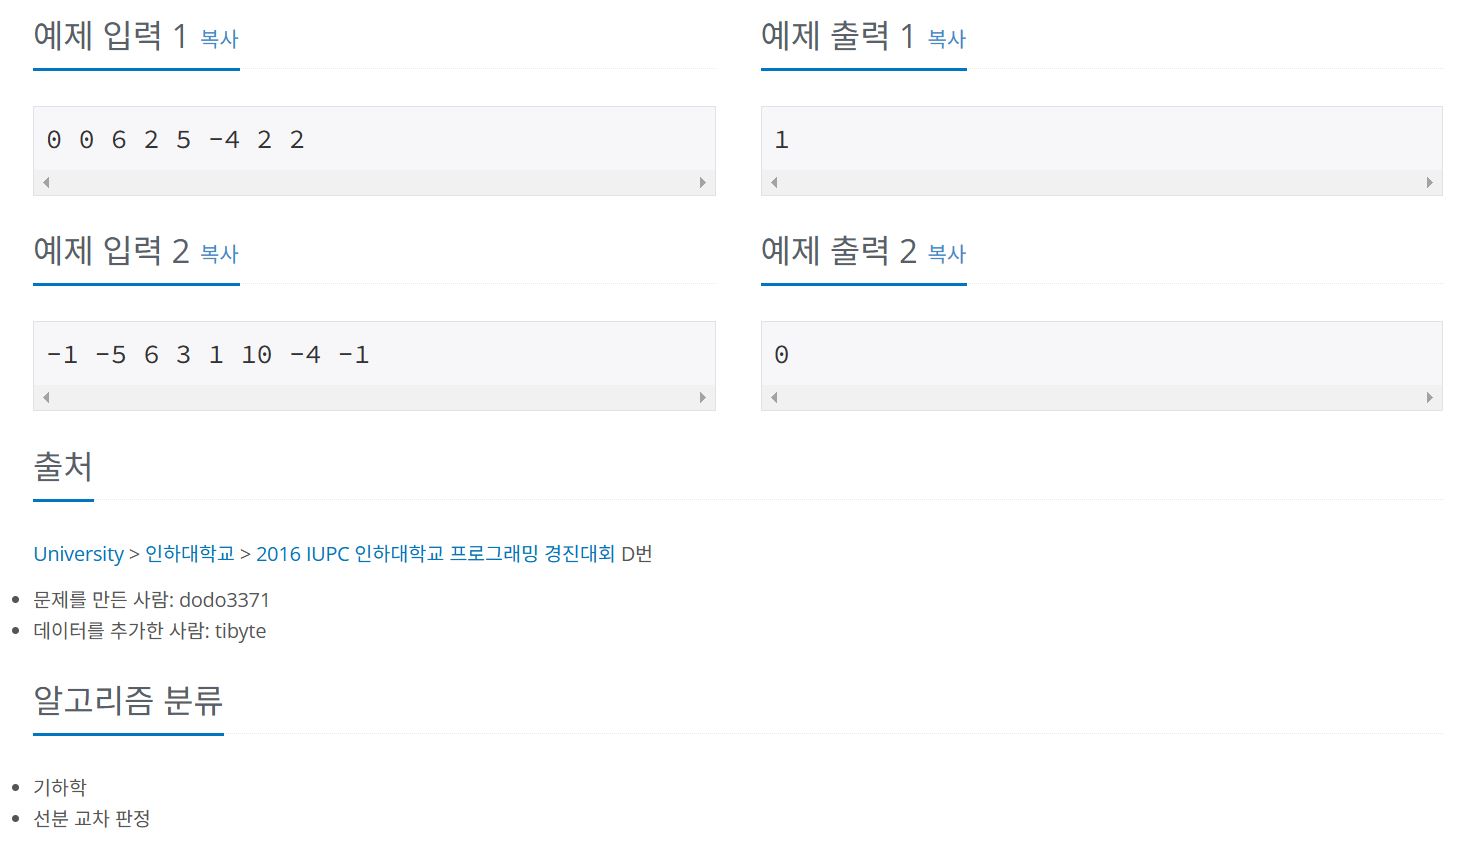 예제 입력 1 복사
0 0 6 2 5 -4 2 2
예제 출력 1 복사
1
예제 입력 2 복사
-1 -5 6 3 1 10 -4 -1
예제 출력 2 복사
0
출처
University > 인하대학교 > 2016 IUPC 인하대학교 프로그래밍 경진대회 D번
문제를 만든 사람: dodo3371
데이터를 추가한 사람: tibyte
알고리즘 분류
기하학
선분 교차 판정